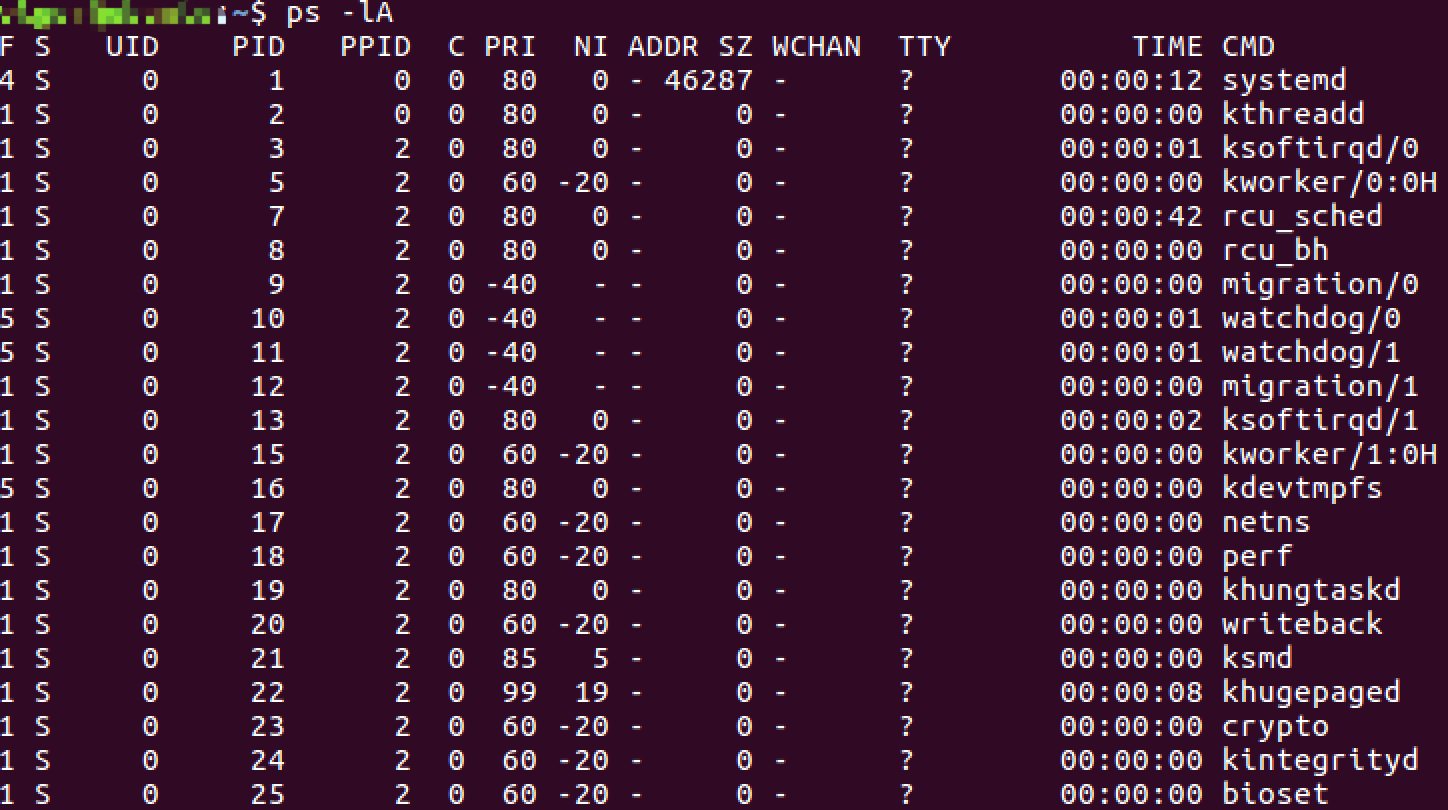 :~$ ps -lA
F S   UID   PID  PPID  C PRI  NI ADDR SZ WCHAN  TTY          TIME CMD
4 S     0     1     0  0  80   0 - 46287 -      ?        00:00:12 systemd
1 S     0     2     0  0  80   0 -     0 -      ?        00:00:00 kthreadd
1 S     0     3     2  0  80   0 -     0 -      ?        00:00:01 ksoftirqd/0
1 S     0     5     2  0  60 -20 -     0 -      ?        00:00:00 kworker/0:0H
1 S     0     7     2  0  80   0 -     0 -      ?        00:00:42 rcu_sched
1 S     0     8     2  0  80   0 -     0 -      ?        00:00:00 rcu_bh
1 S     0     9     2  0 -40   - -     0 -      ?        00:00:00 migration/0
5 S     0    10     2  0 -40   - -     0 -      ?        00:00:01 watchdog/0
5 S     0    11     2  0 -40   - -     0 -      ?        00:00:01 watchdog/1
1 S     0    12     2  0 -40   - -     0 -      ?        00:00:00 migration/1
1 S     0    13     2  0  80   0 -     0 -      ?        00:00:02 ksoftirqd/1
1 S     0    15     2  0  60 -20 -     0 -      ?        00:00:00 kworker/1:0H
5 S     0    16     2  0  80   0 -     0 -      ?        00:00:00 kdevtmpfs
1 S     0    17     2  0  60 -20 -     0 -      ?        00:00:00 netns
1 S     0    18     2  0  60 -20 -     0 -      ?        00:00:00 perf
1 S     0    19     2  0  80   0 -     0 -      ?        00:00:00 khungtaskd
1 S     0    20     2  0  60 -20 -     0 -      ?        00:00:00 writeback
1 S     0    21     2  0  85   5 -     0 -      ?        00:00:00 ksmd
1 S     0    22     2  0  99  19 -     0 -      ?        00:00:08 khugepaged
1 S     0    23     2  0  60 -20 -     0 -      ?        00:00:00 crypto
1 S     0    24     2  0  60 -20 -     0 -      ?        00:00:00 kintegrityd
1 S     0    25     2  0  60 -20 -     0 -      ?        00:00:00 bioset